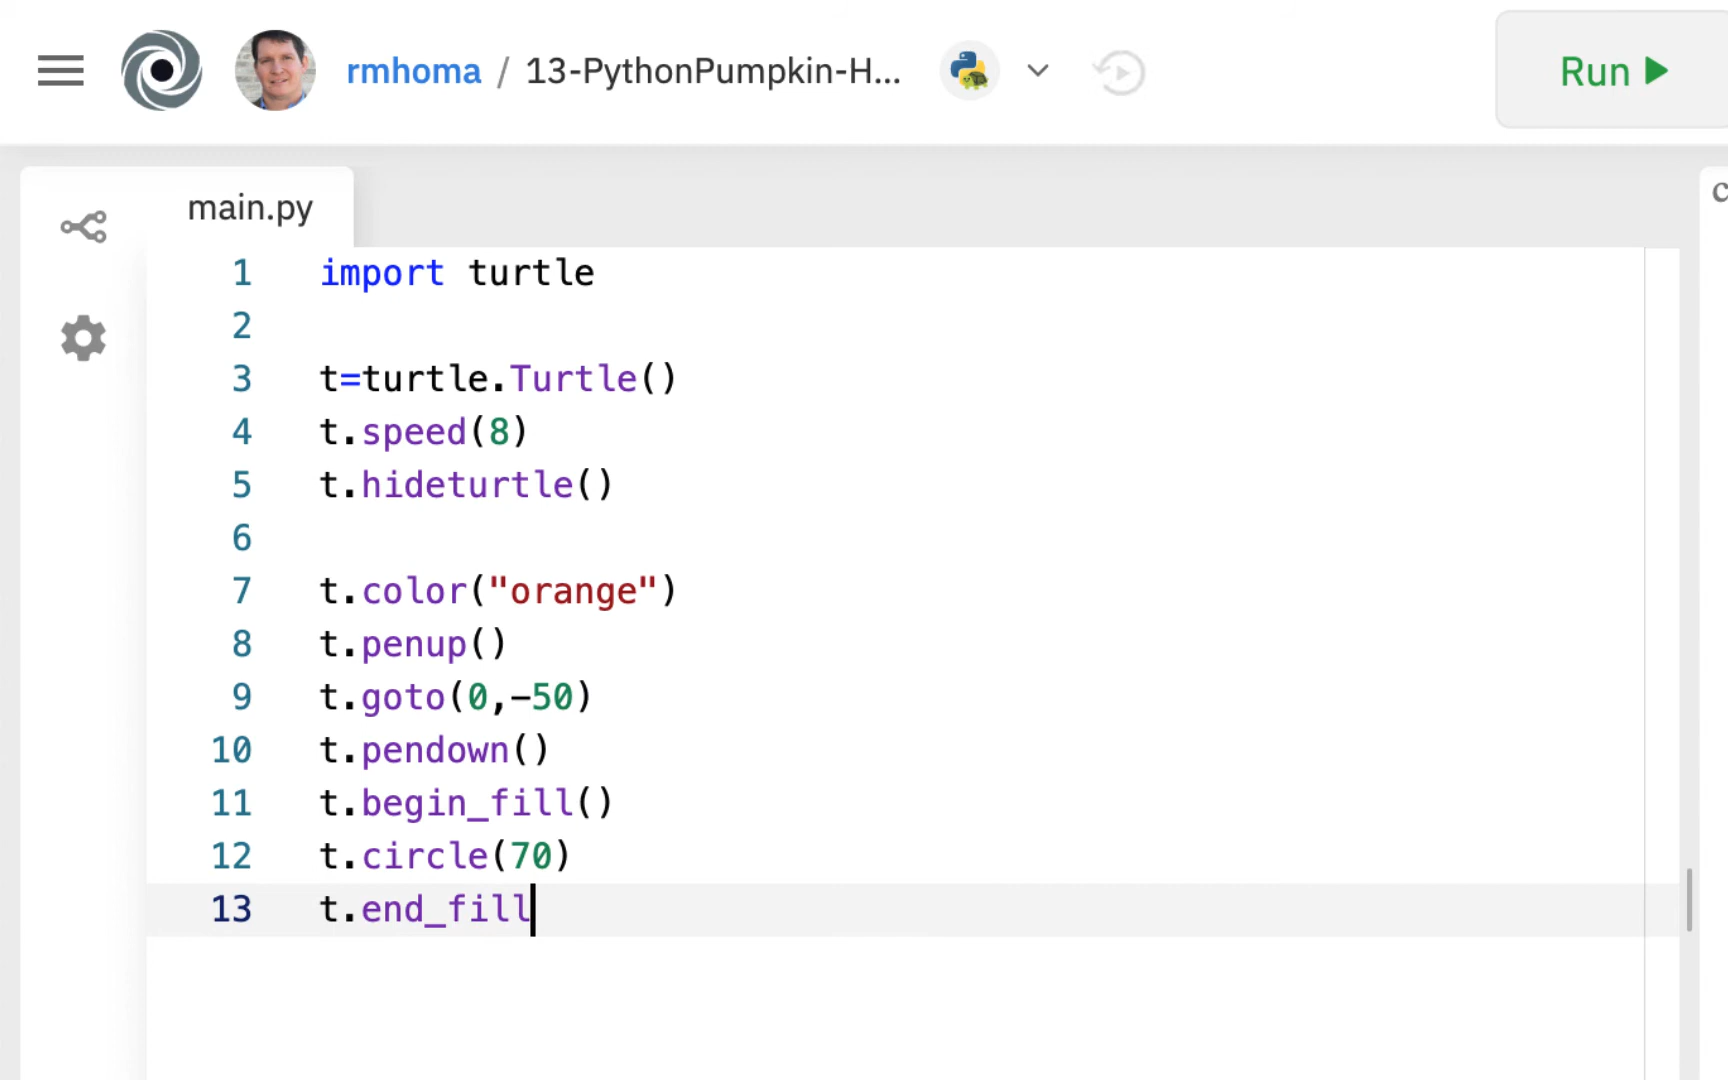 rmhoma / 13-PythonPumpkin-H...
Run
main.py
1 import turtle
2
3 t=turtle.Turtle()
4 t.speed(8)
5 t.hideturtle()
6
7 t.color("orange")
8 t.penup()
9 t.goto(0,-50)
10 t.pendown()
11 t.begin_fill()
12 t.circle(70)
13 t.end_fill